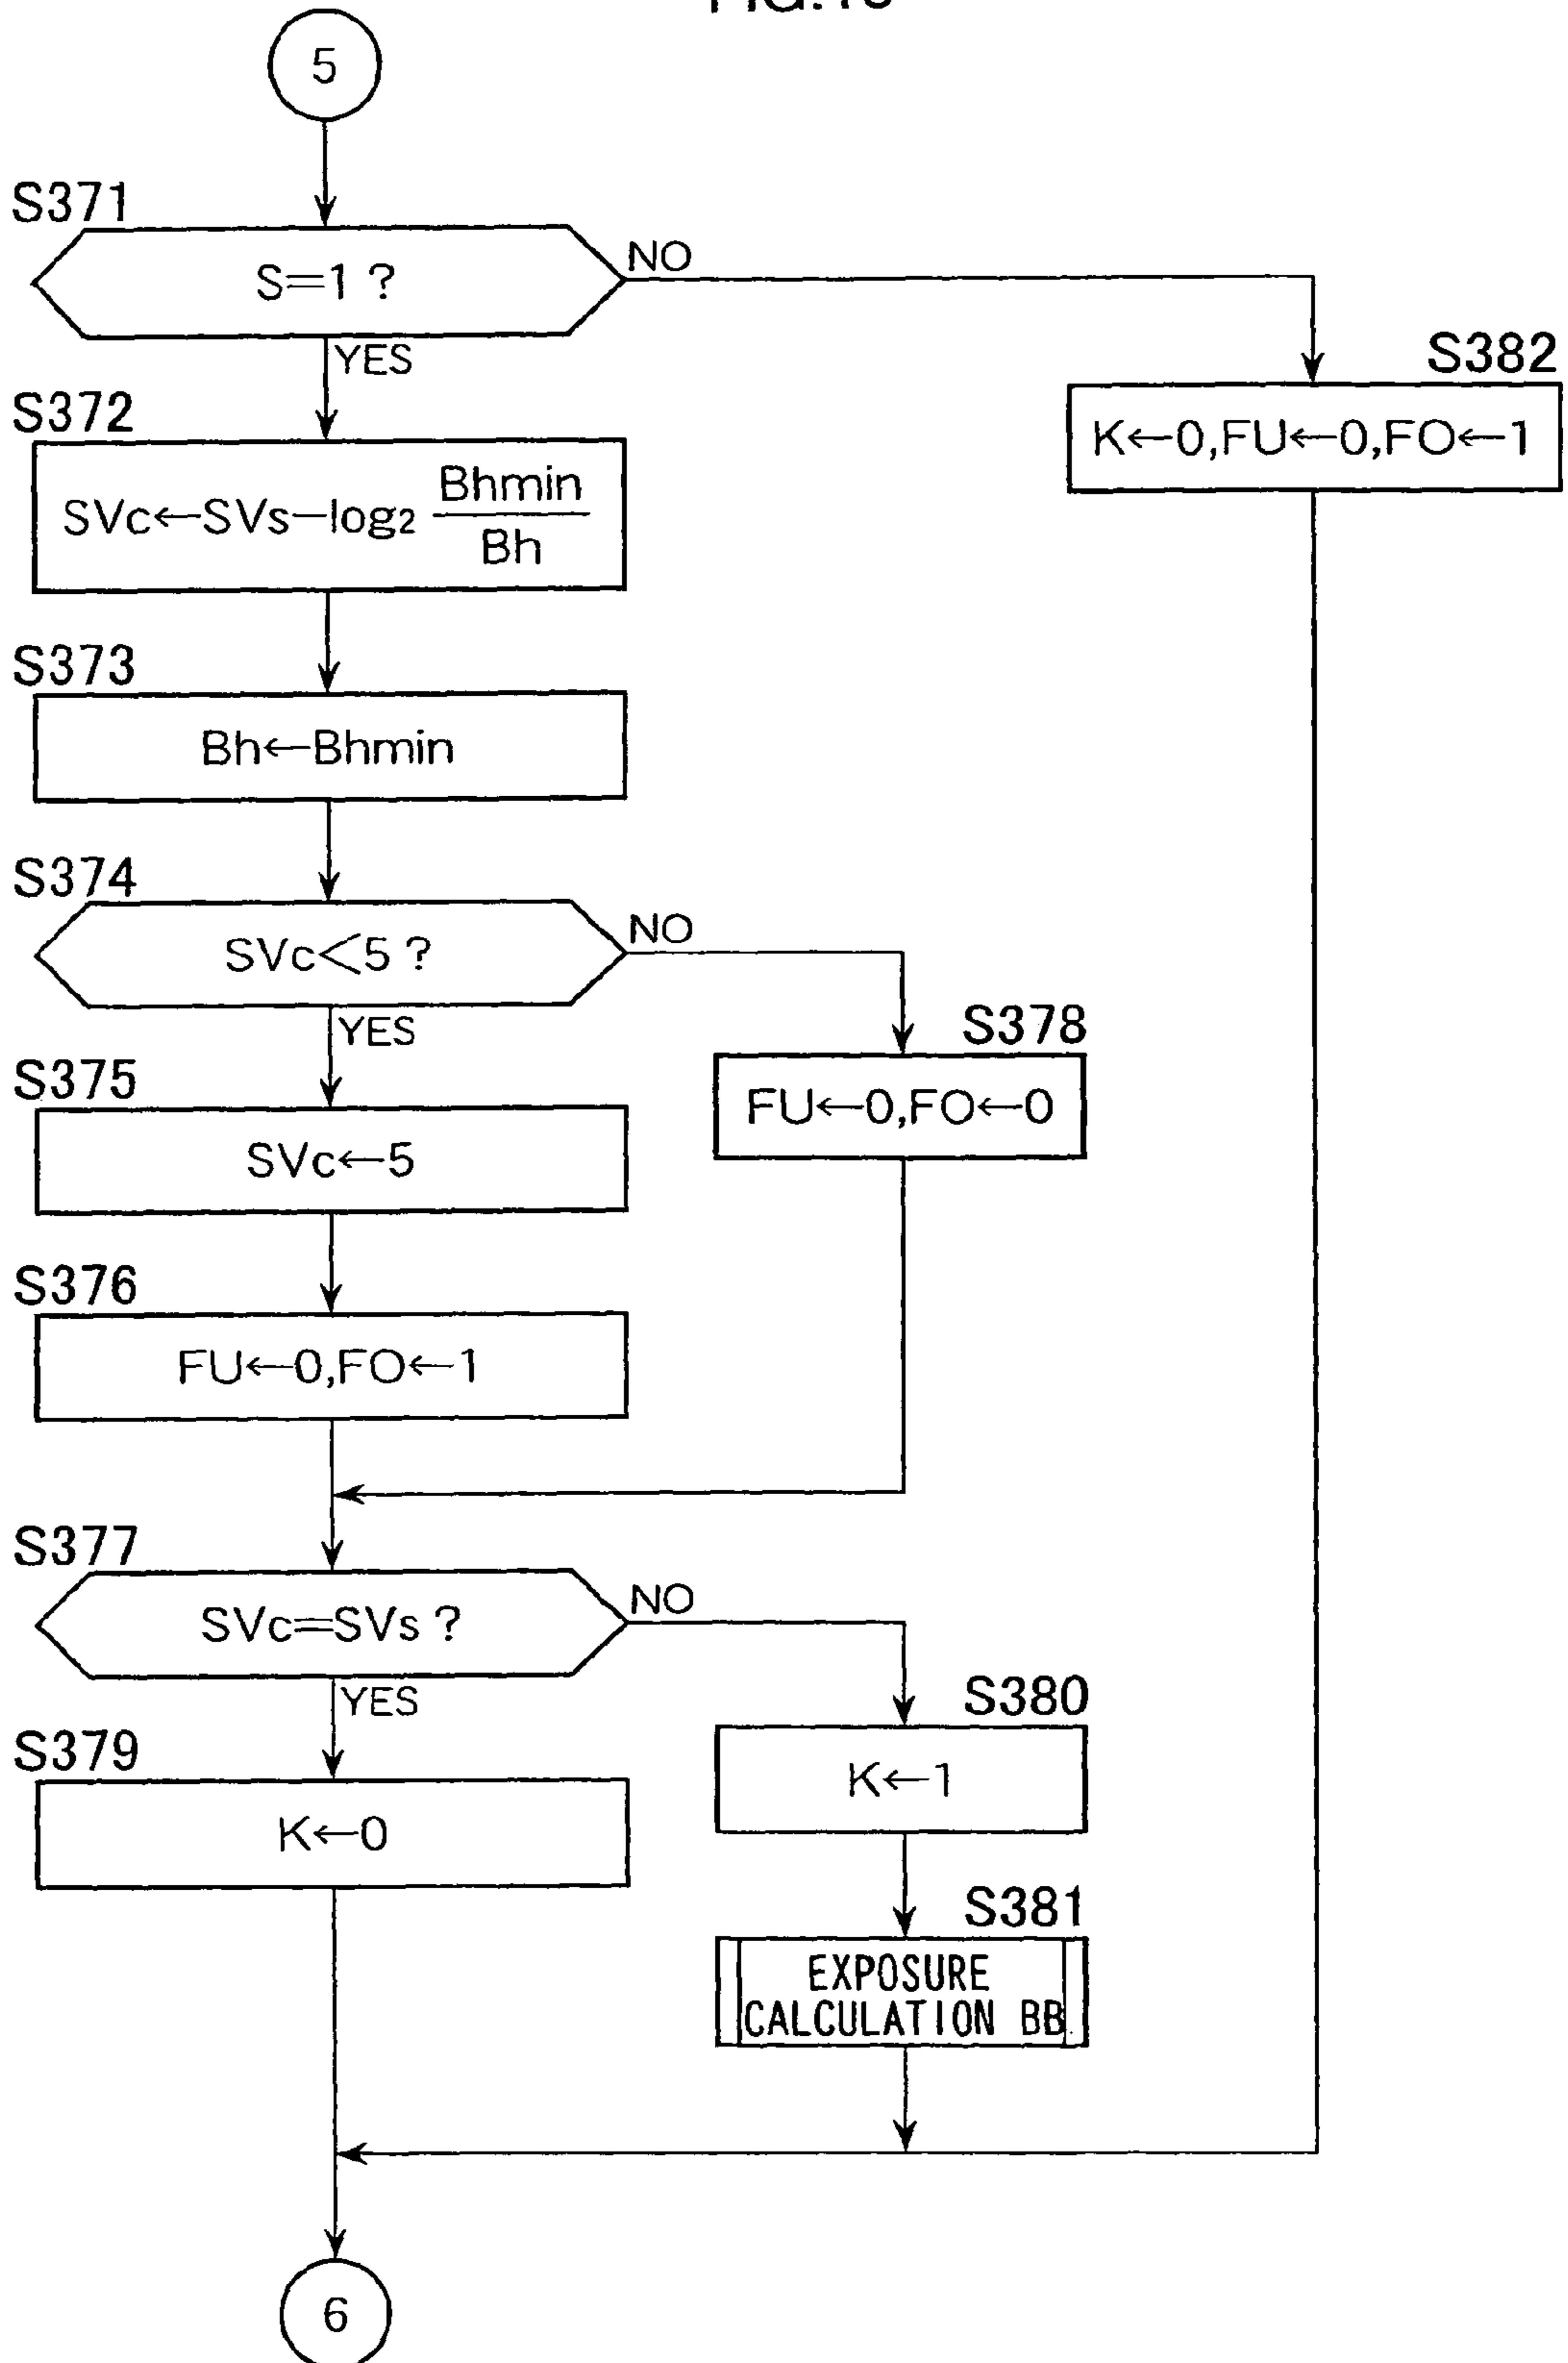 5
S371
S=1 ?
NO
YES
S382
K←0,FU←0,FO←1
S372
SVc←SVs−log₂ Bhmin/Bh
S373
Bh←Bhmin
S374
SVc<5 ?
NO
YES
S378
FU←0,FO←0
S375
SVc←5
S376
FU←0,FO←1
S377
SVc=SVs ?
NO
YES
S380
K←1
S379
K←0
S381
EXPOSURE
CALCULATION BB
6